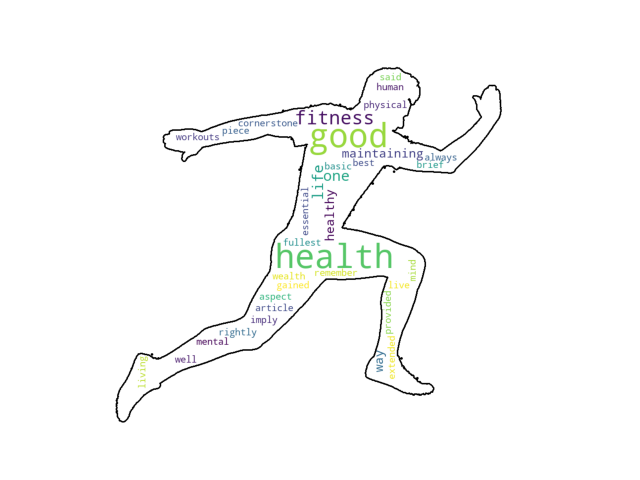 said
human
physical
fitness
cornerstone
piece
workouts
good
maintaining
always
brief
best
basic
one
life
essential
healthy
fullest
health
remember
wealth
gained
live
mind
aspect
provided
article
imply
rightly
mental
extended
way
well
living